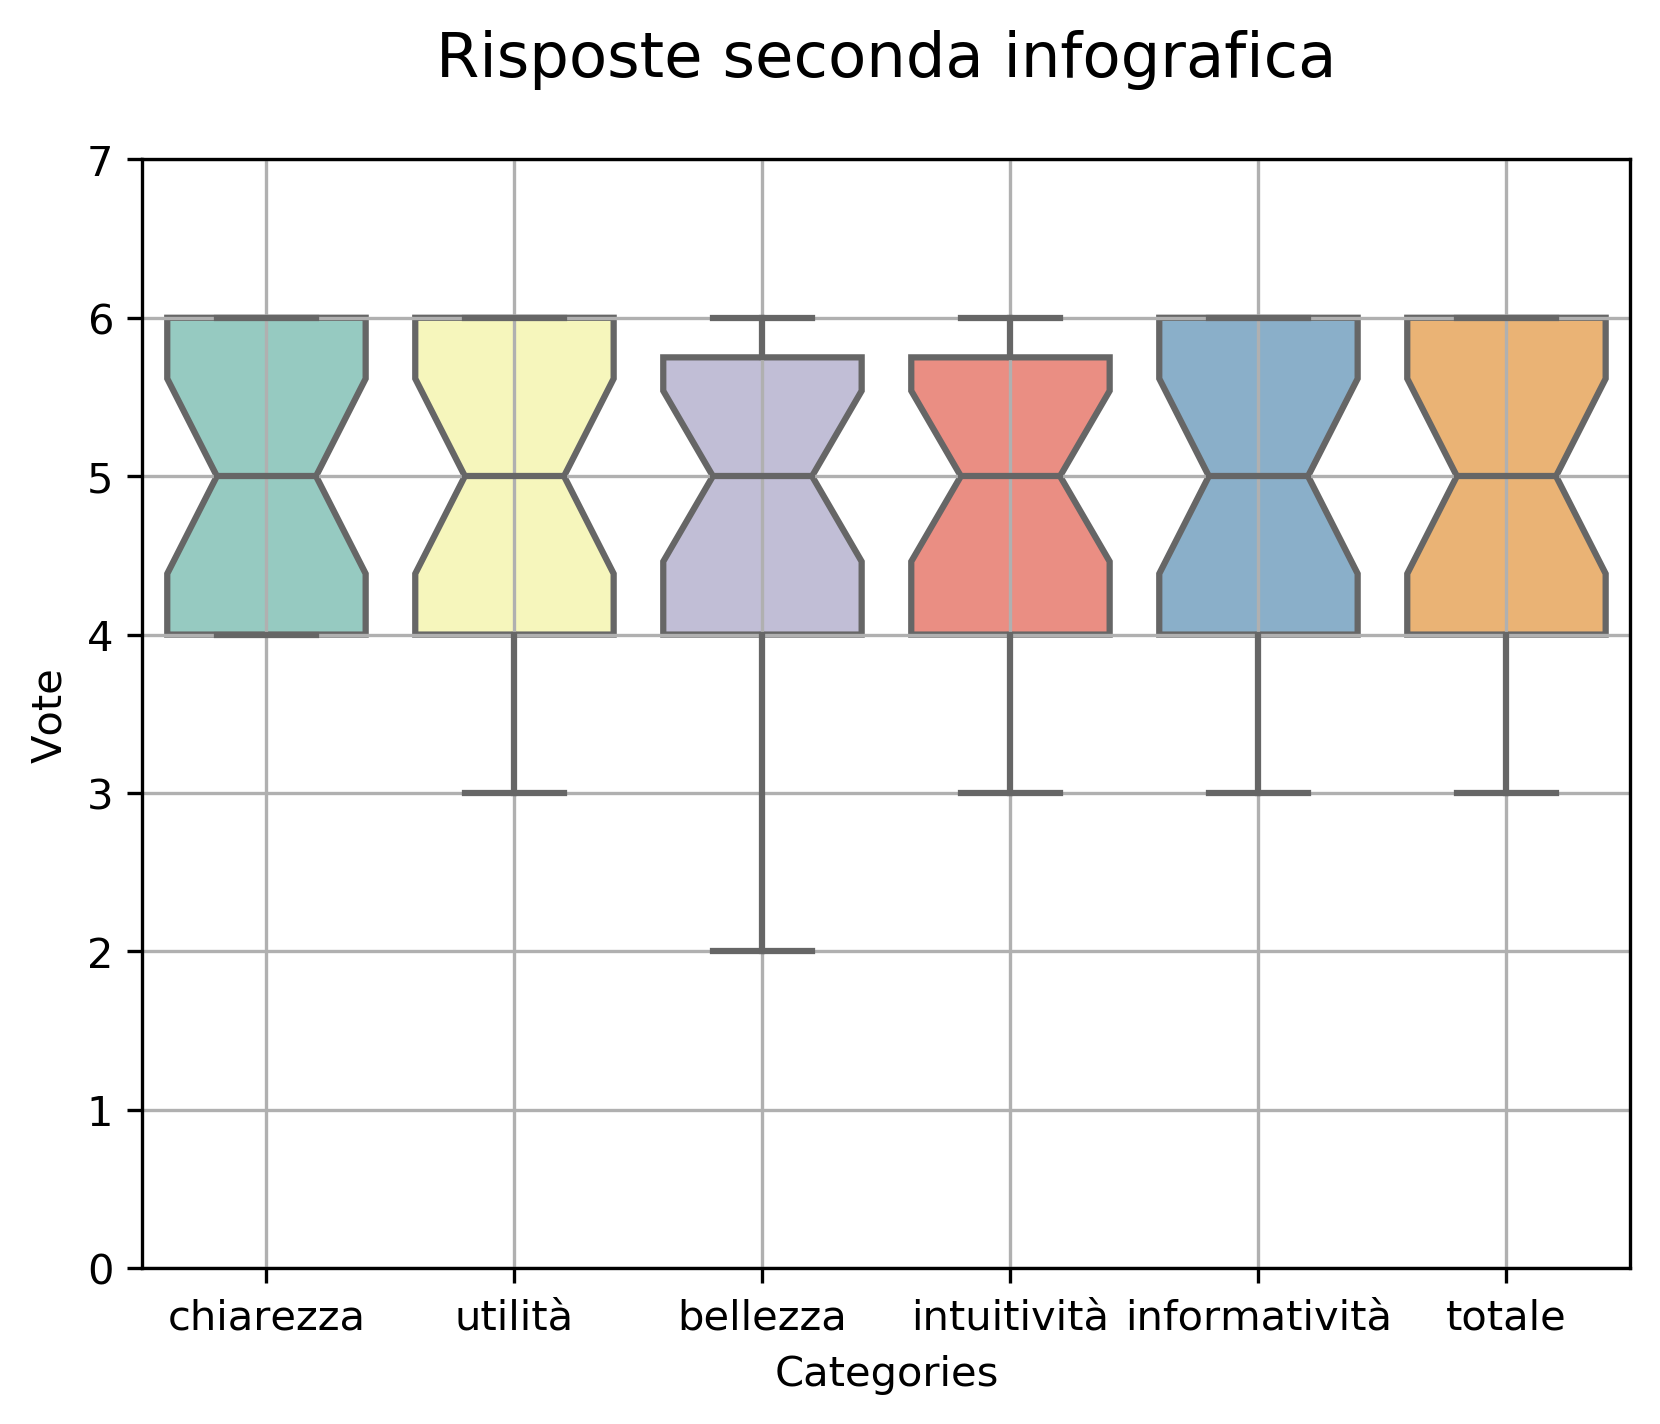 Risposte seconda infografica
7
6
5
4
3
2
1
0
Vote
chiarezza utilità bellezza intuitività informatività totale
Categories